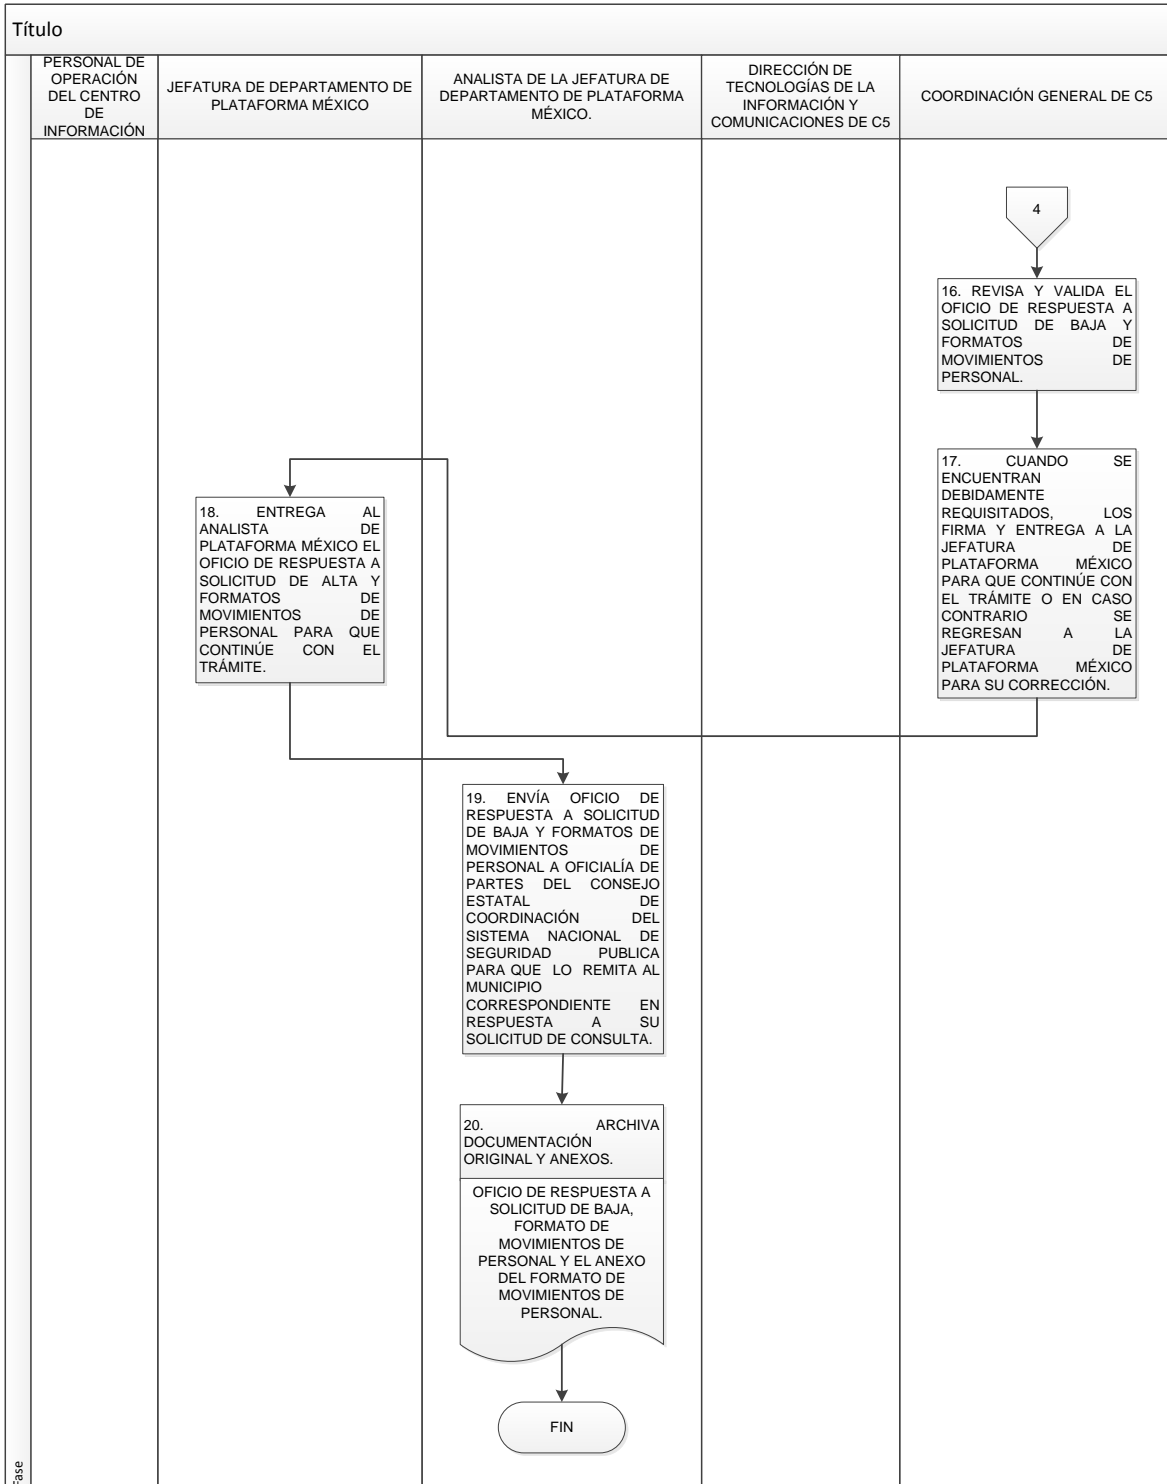 Título
PERSONAL DE
OPERACIÓN
DEL CENTRO
DE
INFORMACIÓN
JEFATURA DE DEPARTAMENTO DE
PLATAFORMA MÉXICO
ANALISTA DE LA JEFATURA DE
DEPARTAMENTO DE PLATAFORMA
MÉXICO.
DIRECCIÓN DE
TECNOLOGÍAS DE LA
INFORMACIÓN Y
COMUNICACIONES DE C5
COORDINACIÓN GENERAL DE C5
4
16. REVISA Y VALIDA EL
OFICIO DE RESPUESTA A
SOLICITUD DE BAJA Y
FORMATOS DE
MOVIMIENTOS DE
PERSONAL.
17. CUANDO SE
ENCUENTRAN
DEBIDAMENTE
REQUISITADOS, LOS
FIRMA Y ENTREGA A LA
JEFATURA DE
PLATAFORMA MÉXICO
PARA QUE CONTINÚE CON
EL TRÁMITE O EN CASO
CONTRARIO SE
REGRESAN A LA
JEFATURA DE
PLATAFORMA MÉXICO
PARA SU CORRECCIÓN.
18. ENTREGA AL
ANALISTA DE
PLATAFORMA MÉXICO EL
OFICIO DE RESPUESTA A
SOLICITUD DE ALTA Y
FORMATOS DE
MOVIMIENTOS DE
PERSONAL PARA QUE
CONTINÚE CON EL
TRÁMITE.
19. ENVÍA OFICIO DE
RESPUESTA A SOLICITUD
DE BAJA Y FORMATOS DE
MOVIMIENTOS DE
PERSONAL A OFICIALÍA DE
PARTES DEL CONSEJO
ESTATAL DE
COORDINACIÓN DEL
SISTEMA NACIONAL DE
SEGURIDAD PUBLICA
PARA QUE LO REMITA AL
MUNICIPIO
CORRESPONDIENTE EN
RESPUESTA A SU
SOLICITUD DE CONSULTA.
20. ARCHIVA
DOCUMENTACIÓN
ORIGINAL Y ANEXOS.
OFICIO DE RESPUESTA A
SOLICITUD DE BAJA,
FORMATO DE
MOVIMIENTOS DE
PERSONAL Y EL ANEXO
DEL FORMATO DE
MOVIMIENTOS DE
PERSONAL.
FIN
Fase